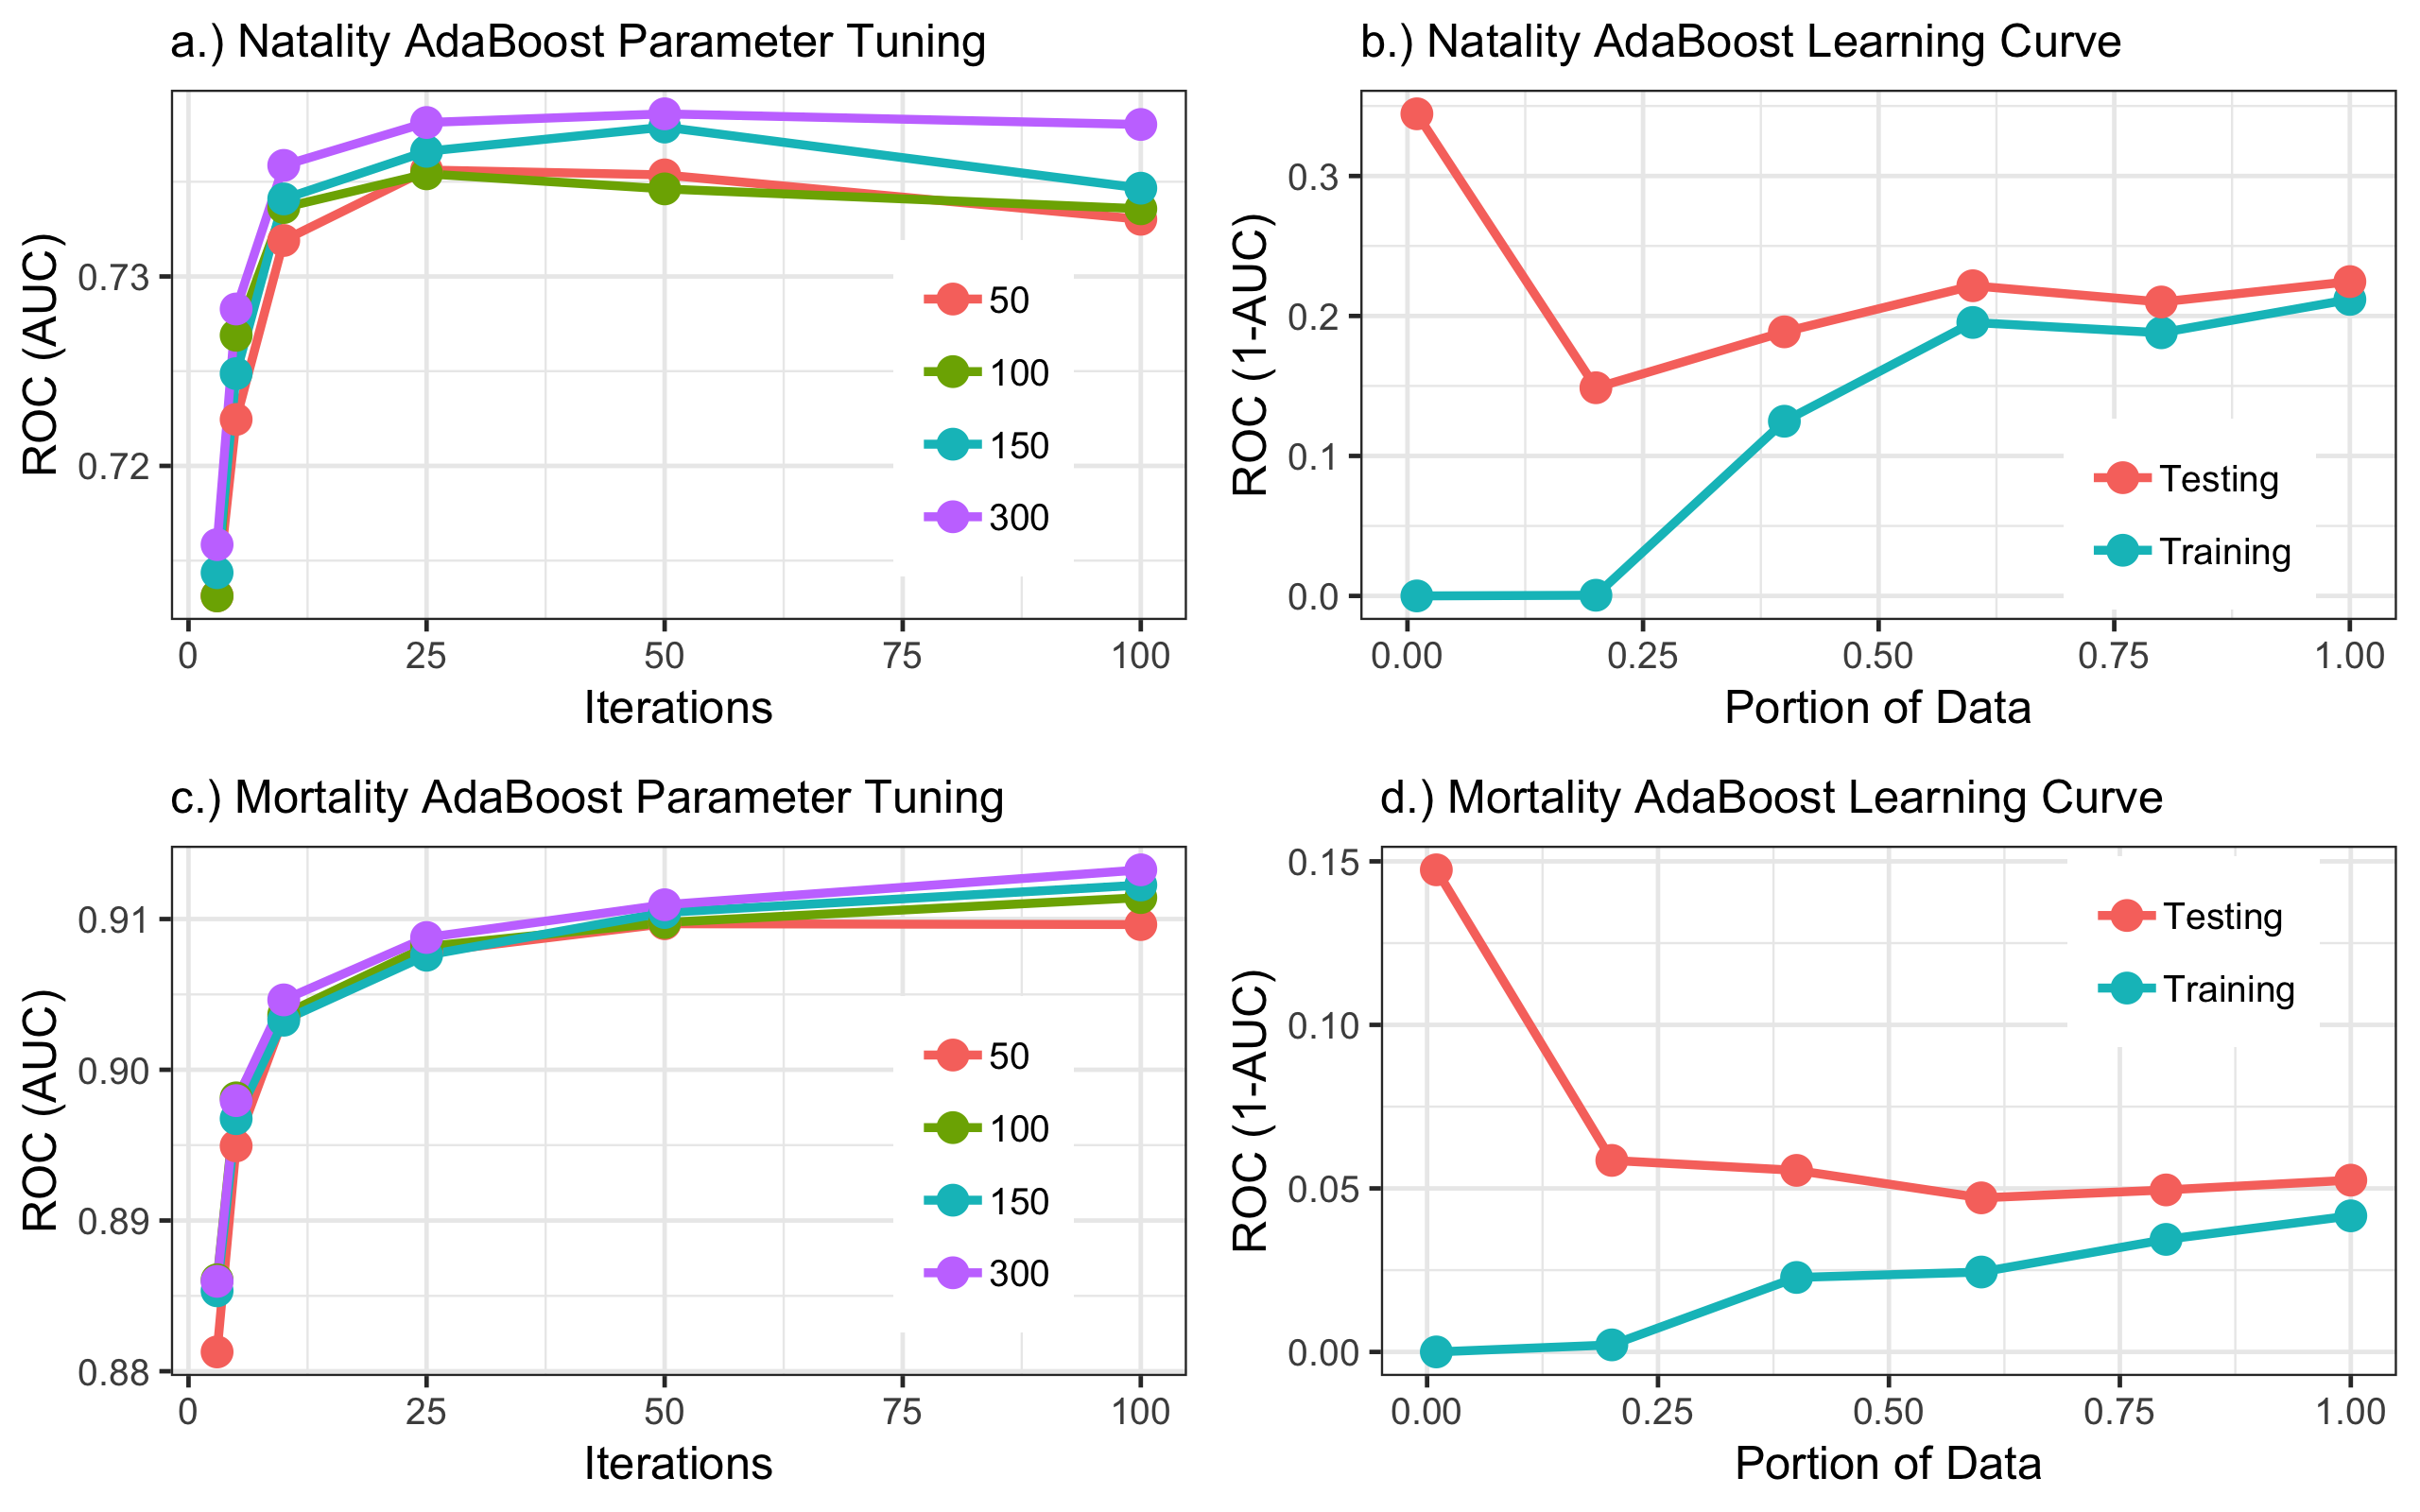 a.) Natality AdaBoost Parameter Tuning
ROC (AUC)
0.73
0.72
50
100
150
300
0 25 50 75 100
Iterations
b.) Natality AdaBoost Learning Curve
ROC (1-AUC)
0.3
0.2
0.1
0.0
Testing
Training
0.00 0.25 0.50 0.75 1.00
Portion of Data
c.) Mortality AdaBoost Parameter Tuning
ROC (AUC)
0.91
0.90
0.89
0.88
50
100
150
300
0 25 50 75 100
Iterations
d.) Mortality AdaBoost Learning Curve
ROC (1-AUC)
0.15
0.10
0.05
0.00
Testing
Training
0.00 0.25 0.50 0.75 1.00
Portion of Data